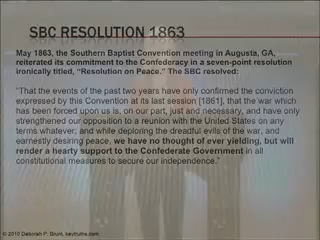 SBC RESOLUTION 1863
May 1863, the Southern Baptist Convention meeting in Augusta, GA,
reiterated its commitment to the Confederacy in a seven-point resolution
ironically titled, “Resolution on Peace.” The SBC resolved:
“That the events of the past two years have only confirmed the conviction
expressed by this Convention at its last session [1861], that the war which
has been forced upon us is, on our part, just and necessary, and have only
strengthened our opposition to a reunion with the United States on any
terms whatever; and while deploring the dreadful evils of the war, and
earnestly desiring peace, we have no thought of ever yielding, but will
render a hearty support to the Confederate Government in all
constitutional measures to secure our independence.”
© 2010 Deborah P. Brunt, keytruths.com